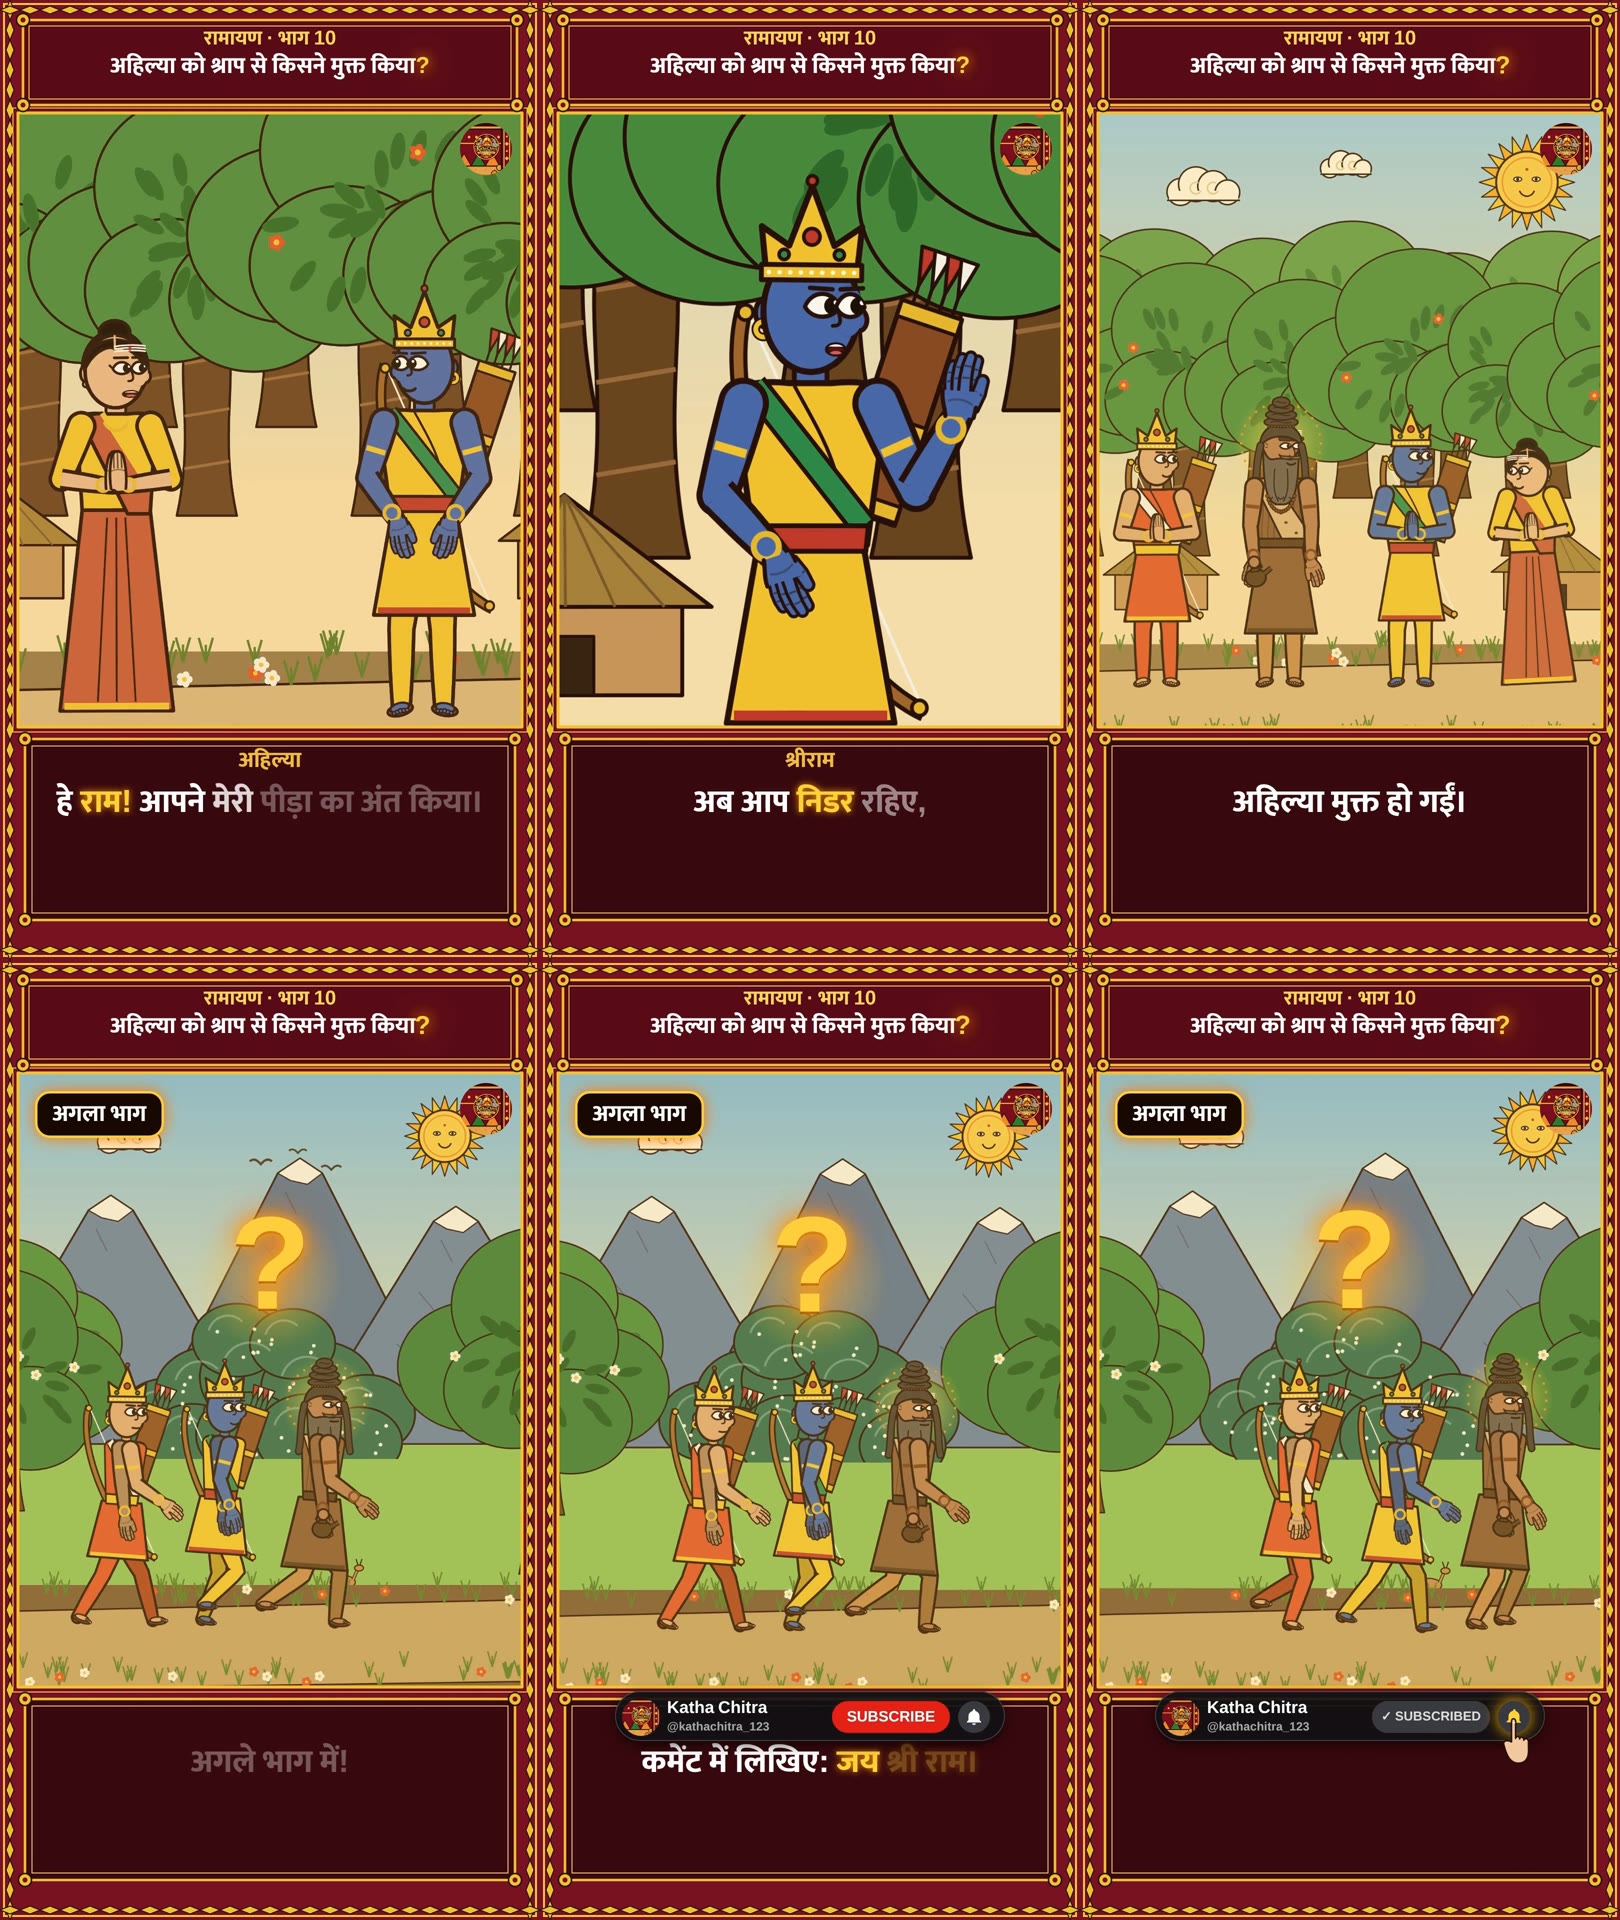 रामायण · भाग 10
अहिल्या को श्राप से किसने मुक्त किया?
अहिल्या
हे राम! आपने मेरी पीड़ा का अंत किया।
रामायण · भाग 10
अहिल्या को श्राप से किसने मुक्त किया?
श्रीराम
अब आप निडर रहिए,
रामायण · भाग 10
अहिल्या को श्राप से किसने मुक्त किया?
अहिल्या मुक्त हो गईं।
रामायण · भाग 10
अहिल्या को श्राप से किसने मुक्त किया?
अगला भाग
?
अगले भाग में!
रामायण · भाग 10
अहिल्या को श्राप से किसने मुक्त किया?
अगला भाग
?
Katha Chitra
@kathachitra_123
SUBSCRIBE
कमेंट में लिखिए: जय श्री राम।
रामायण · भाग 10
अहिल्या को श्राप से किसने मुक्त किया?
अगला भाग
?
Katha Chitra
@kathachitra_123
✓ SUBSCRIBED